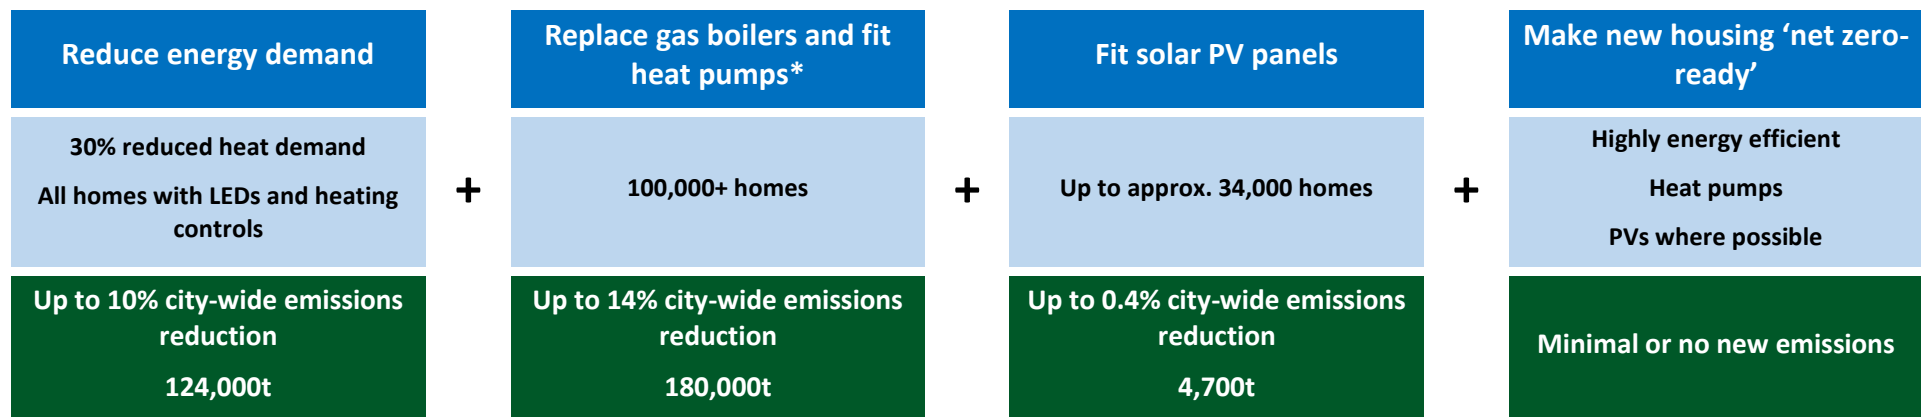 Reduce energy demand
30% reduced heat demand
All homes with LEDs and heating
controls
Up to 10% city-wide emissions
reduction
124,000t
+
Replace gas boilers and fit
heat pumps*
100,000+ homes
Up to 14% city-wide emissions
reduction
180,000t
+
Fit solar PV panels
Up to approx. 34,000 homes
Up to 0.4% city-wide emissions
reduction
4,700t
+
Make new housing ‘net zero-
ready’
Highly energy efficient
Heat pumps
PVs where possible
Minimal or no new emissions